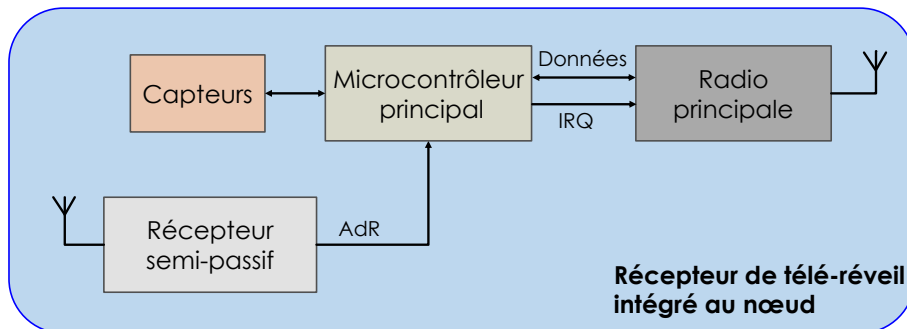 Capteurs
Microcontrôleur
principal
Données
IRQ
Radio
principale
Récepteur
semi-passif
AdR
Récepteur de télé-réveil
intégré au nœud